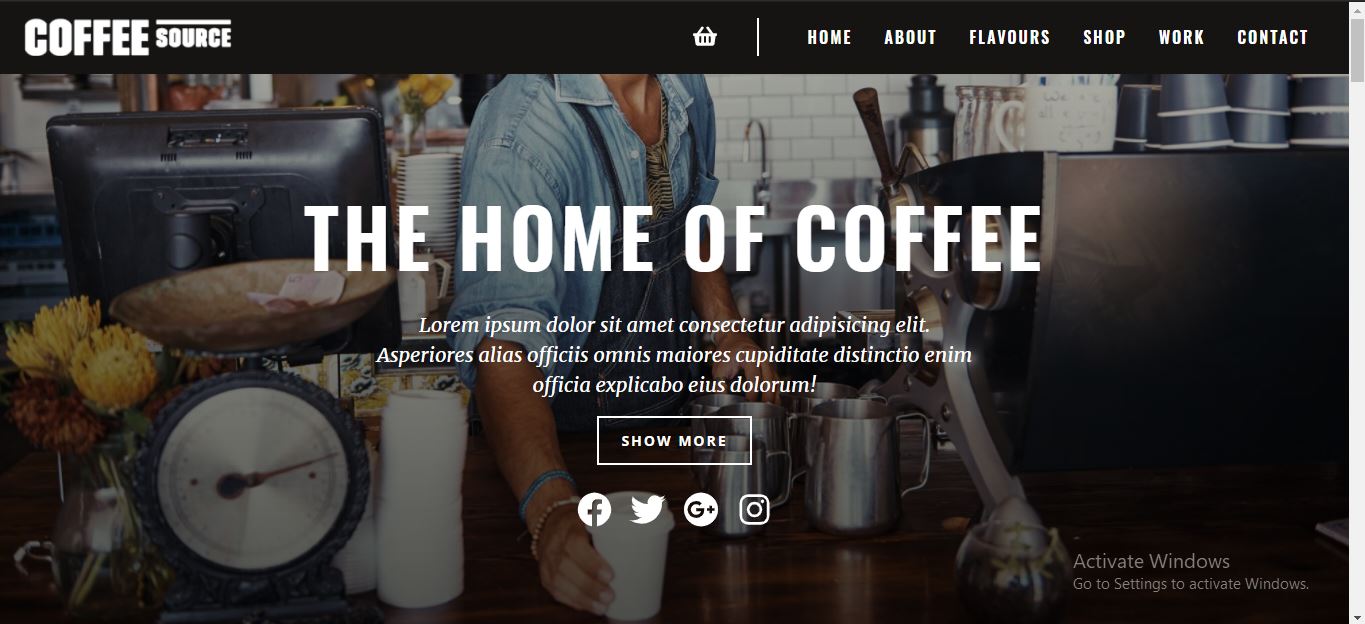 COFFEE SOURCE
HOME ABOUT FLAVOURS SHOP WORK CONTACT
THE HOME OF COFFEE
Lorem ipsum dolor sit amet consectetur adipisicing elit.
Asperiores alias officiis omnis maiores cupiditate distinctio enim
officia explicabo eius dolorum!
SHOW MORE
Activate Windows
Go to Settings to activate Windows.